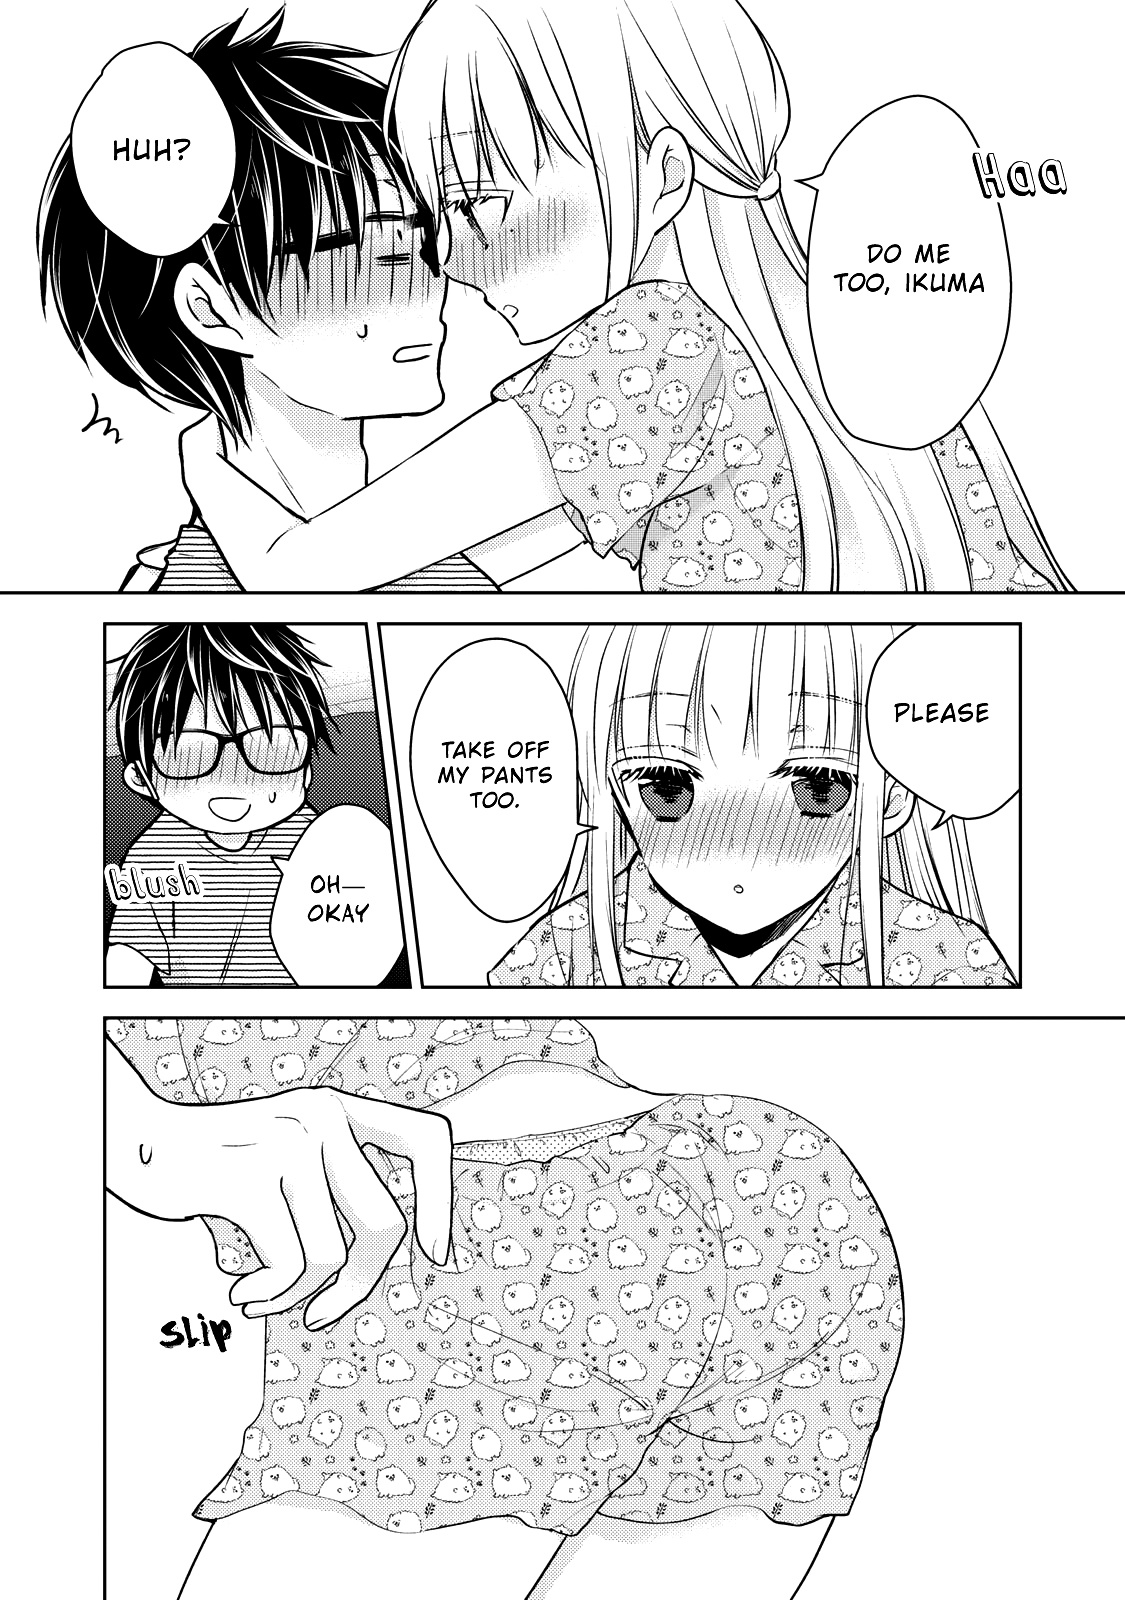 Haa
DO ME
TOO, IKUMA
HUH?
PLEASE
TAKE OFF
MY PANTS
TOO.
OH—
OKAY
blush
slip